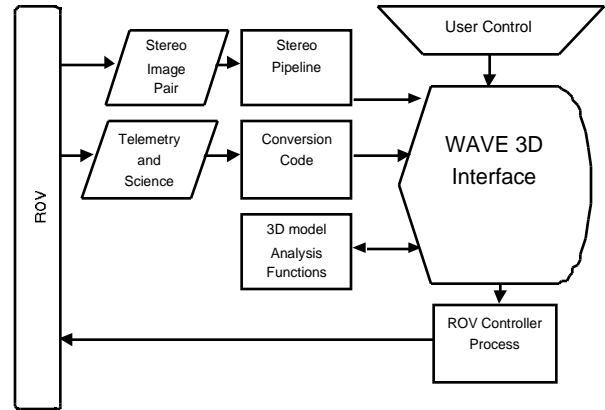 User Control
Stereo
Image
Pair
Stereo
Pipeline
Telemetry
and
Science
Conversion
Code
WAVE 3D
Interface
3D model
Analysis
Functions
ROV
ROV Controller
Process